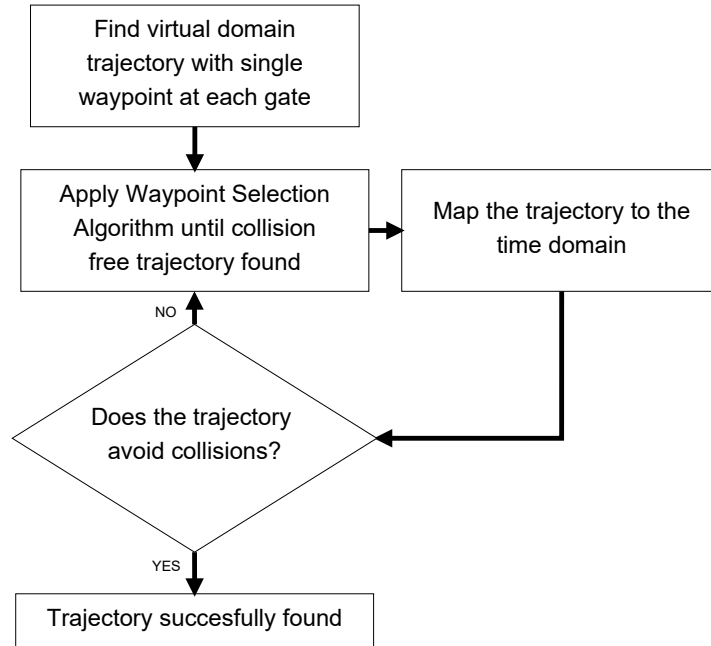 Find virtual domain
trajectory with single
waypoint at each gate
Apply Waypoint Selection
Algorithm until collision
free trajectory found
Map the trajectory to the
time domain
NO
Does the trajectory
avoid collisions?
YES
Trajectory succesfully found